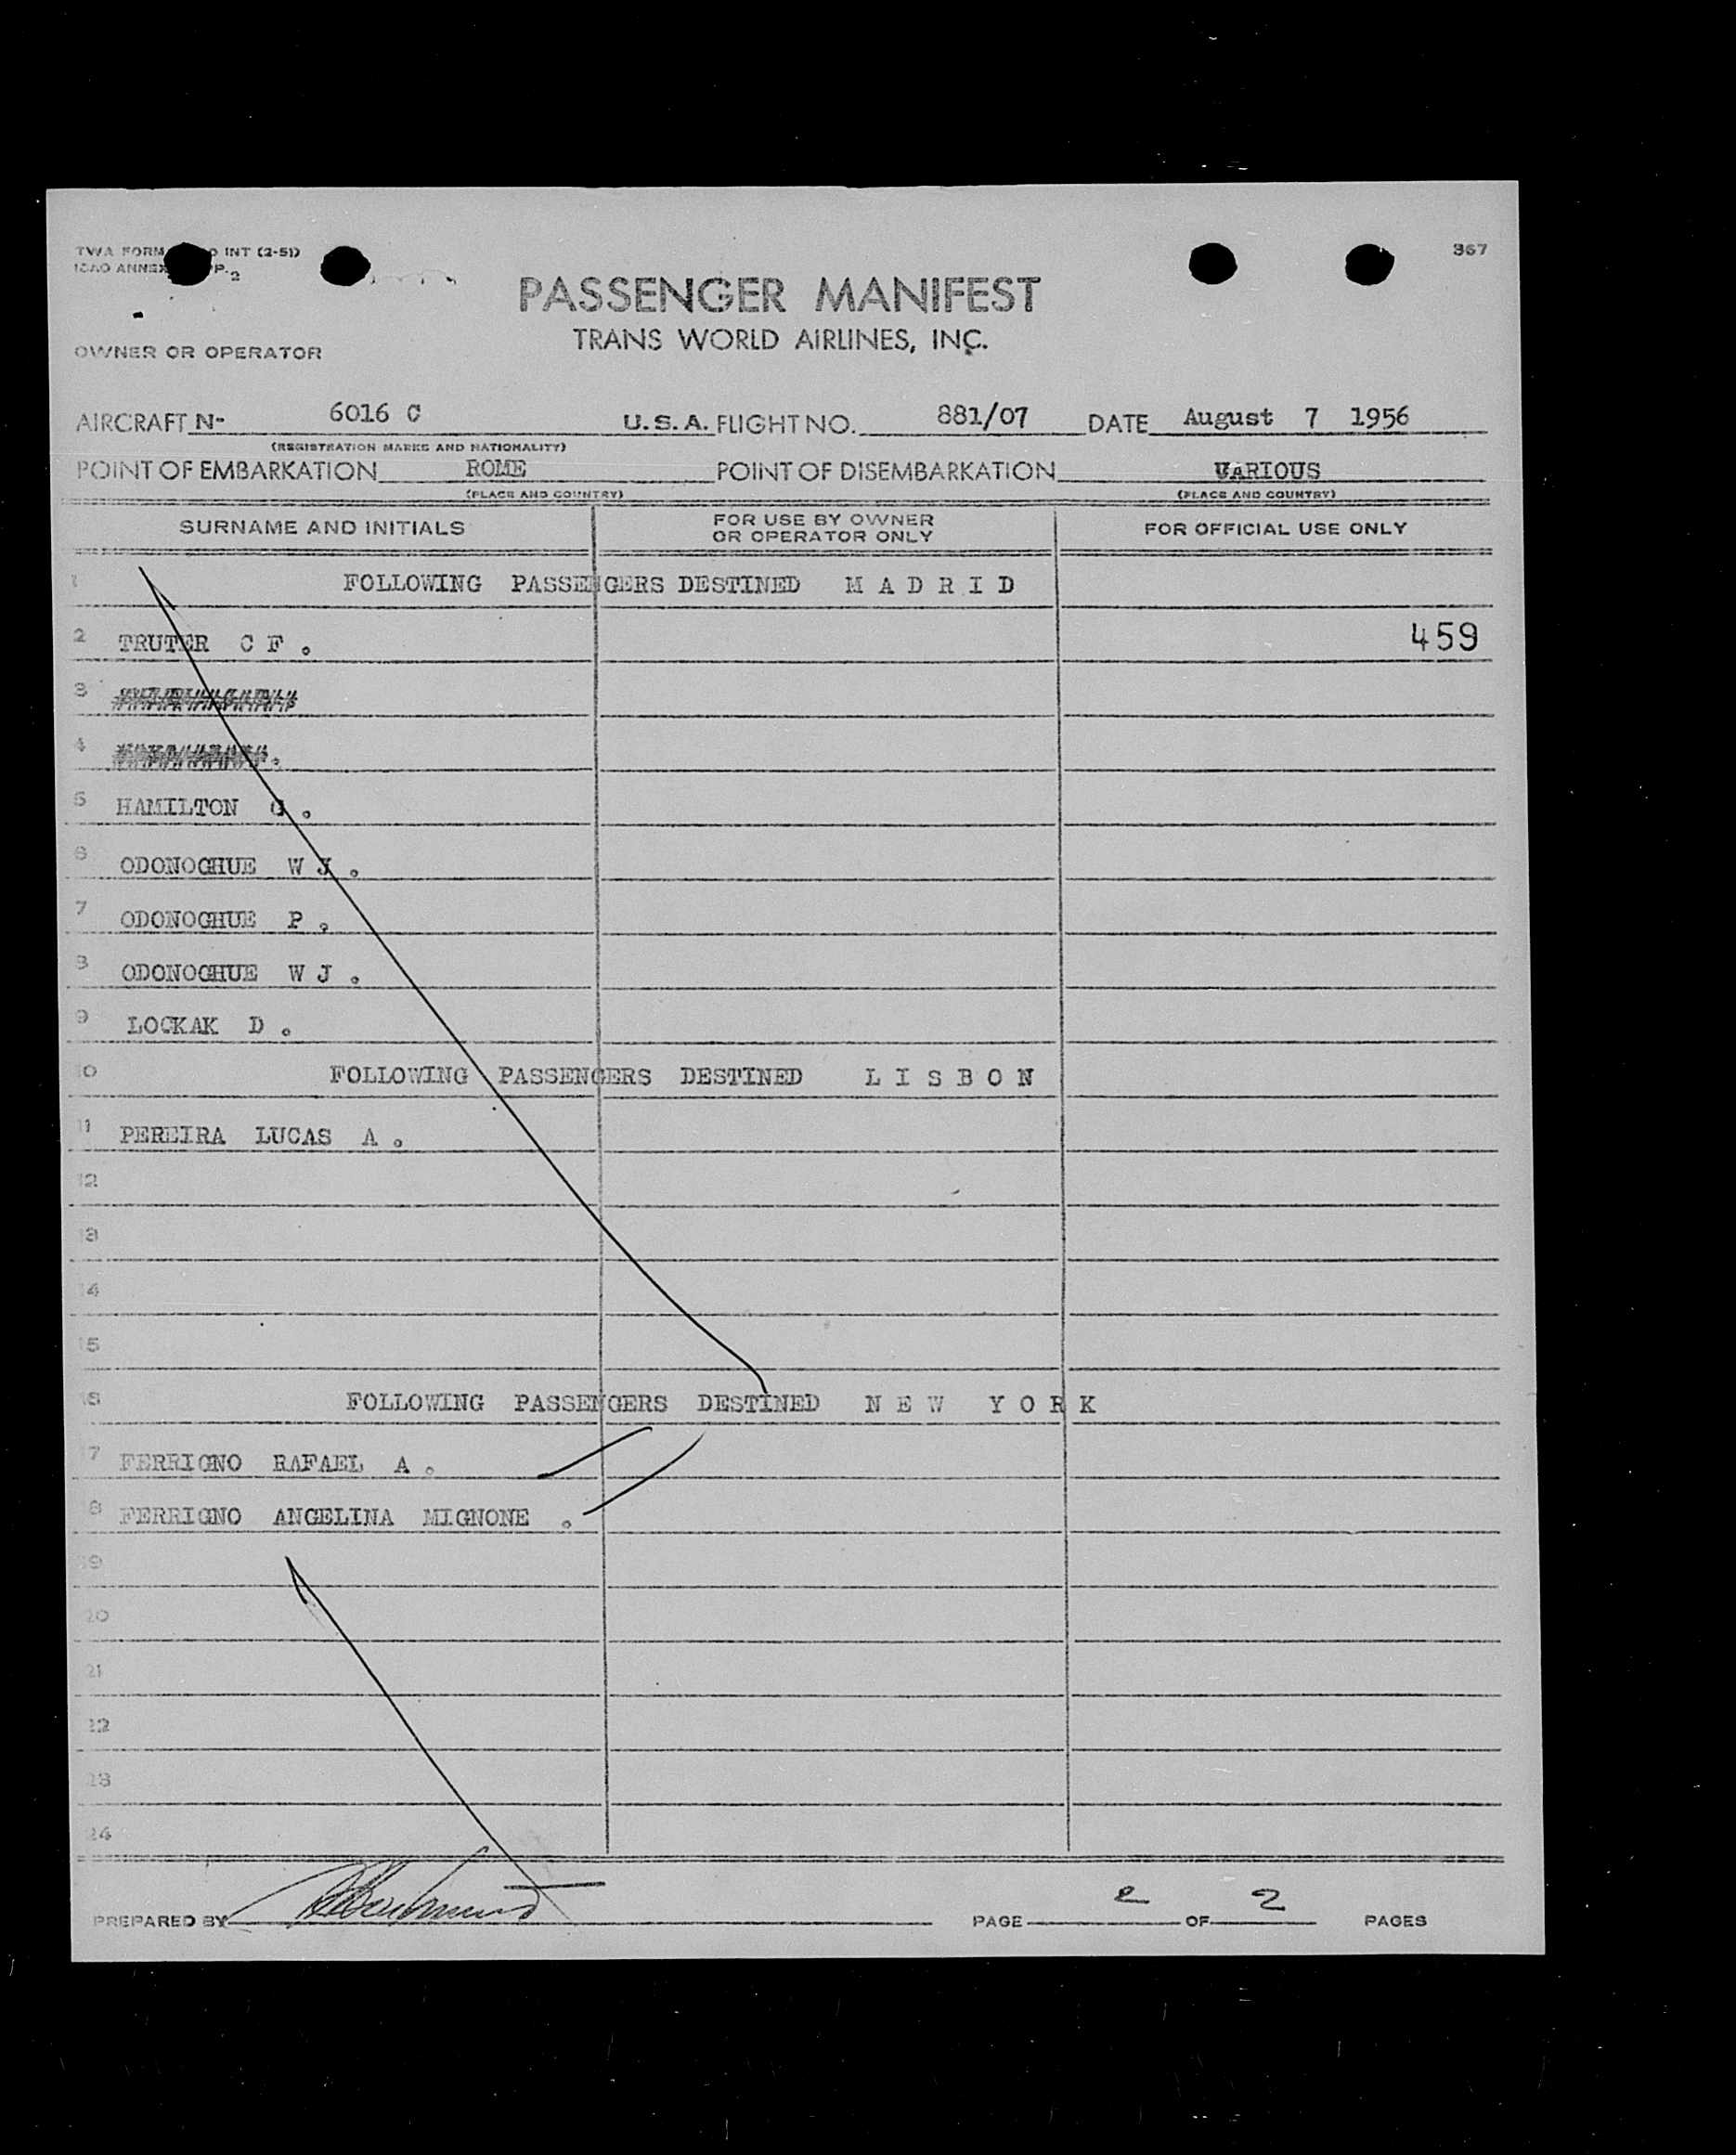 TWA FORM INT (2-51)
ICAO ANNEX P-2
367
PASSENGER MANIFEST
TRANS WORLD AIRLINES, INC.
OWNER OR OPERATOR
AIRCRAFT N- 6016 C U.S.A. FLIGHT NO. 881/07 DATE August 7 1956
(REGISTRATION MARKS AND NATIONALITY)
POINT OF EMBARKATION ROME POINT OF DISEMBARKATION VARIOUS
(PLACE AND COUNTRY) (PLACE AND COUNTRY)
SURNAME AND INITIALS FOR USE BY OWNER OR OPERATOR ONLY FOR OFFICIAL USE ONLY
1 FOLLOWING PASSENGERS DESTINED M A D R I D
2 TRUTER C F . 459
3
4
5 HAMILTON G .
6 ODONOGHUE W J .
7 ODONOGHUE P .
8 ODONOGHUE W J .
9 LOCKAK D .
10 FOLLOWING PASSENGERS DESTINED L I S B O N
11 PEREIRA LUCAS A .
12
13
14
15
16 FOLLOWING PASSENGERS DESTINED N E W Y O R K
17 FERRIGNO RAFAEL A .
18 FERRIGNO ANGELINA MIGNONE .
19
20
21
22
23
24
PREPARED BY PAGE 2 OF 2 PAGES